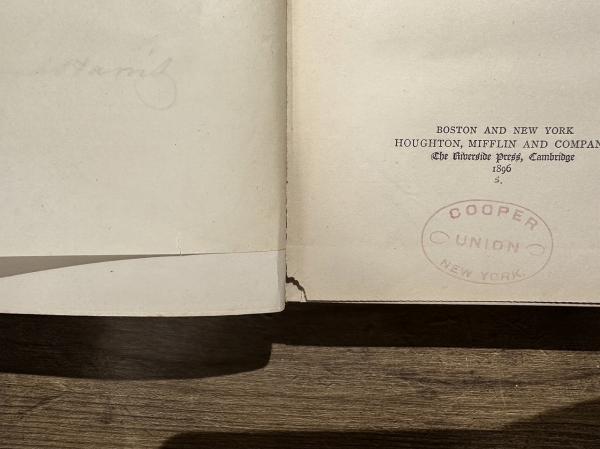 BOSTON AND NEW YORK
HOUGHTON, MIFFLIN AND COMPAN
The Riverside Press, Cambridge
1896
S.
COOPER
UNION
NEW YORK.